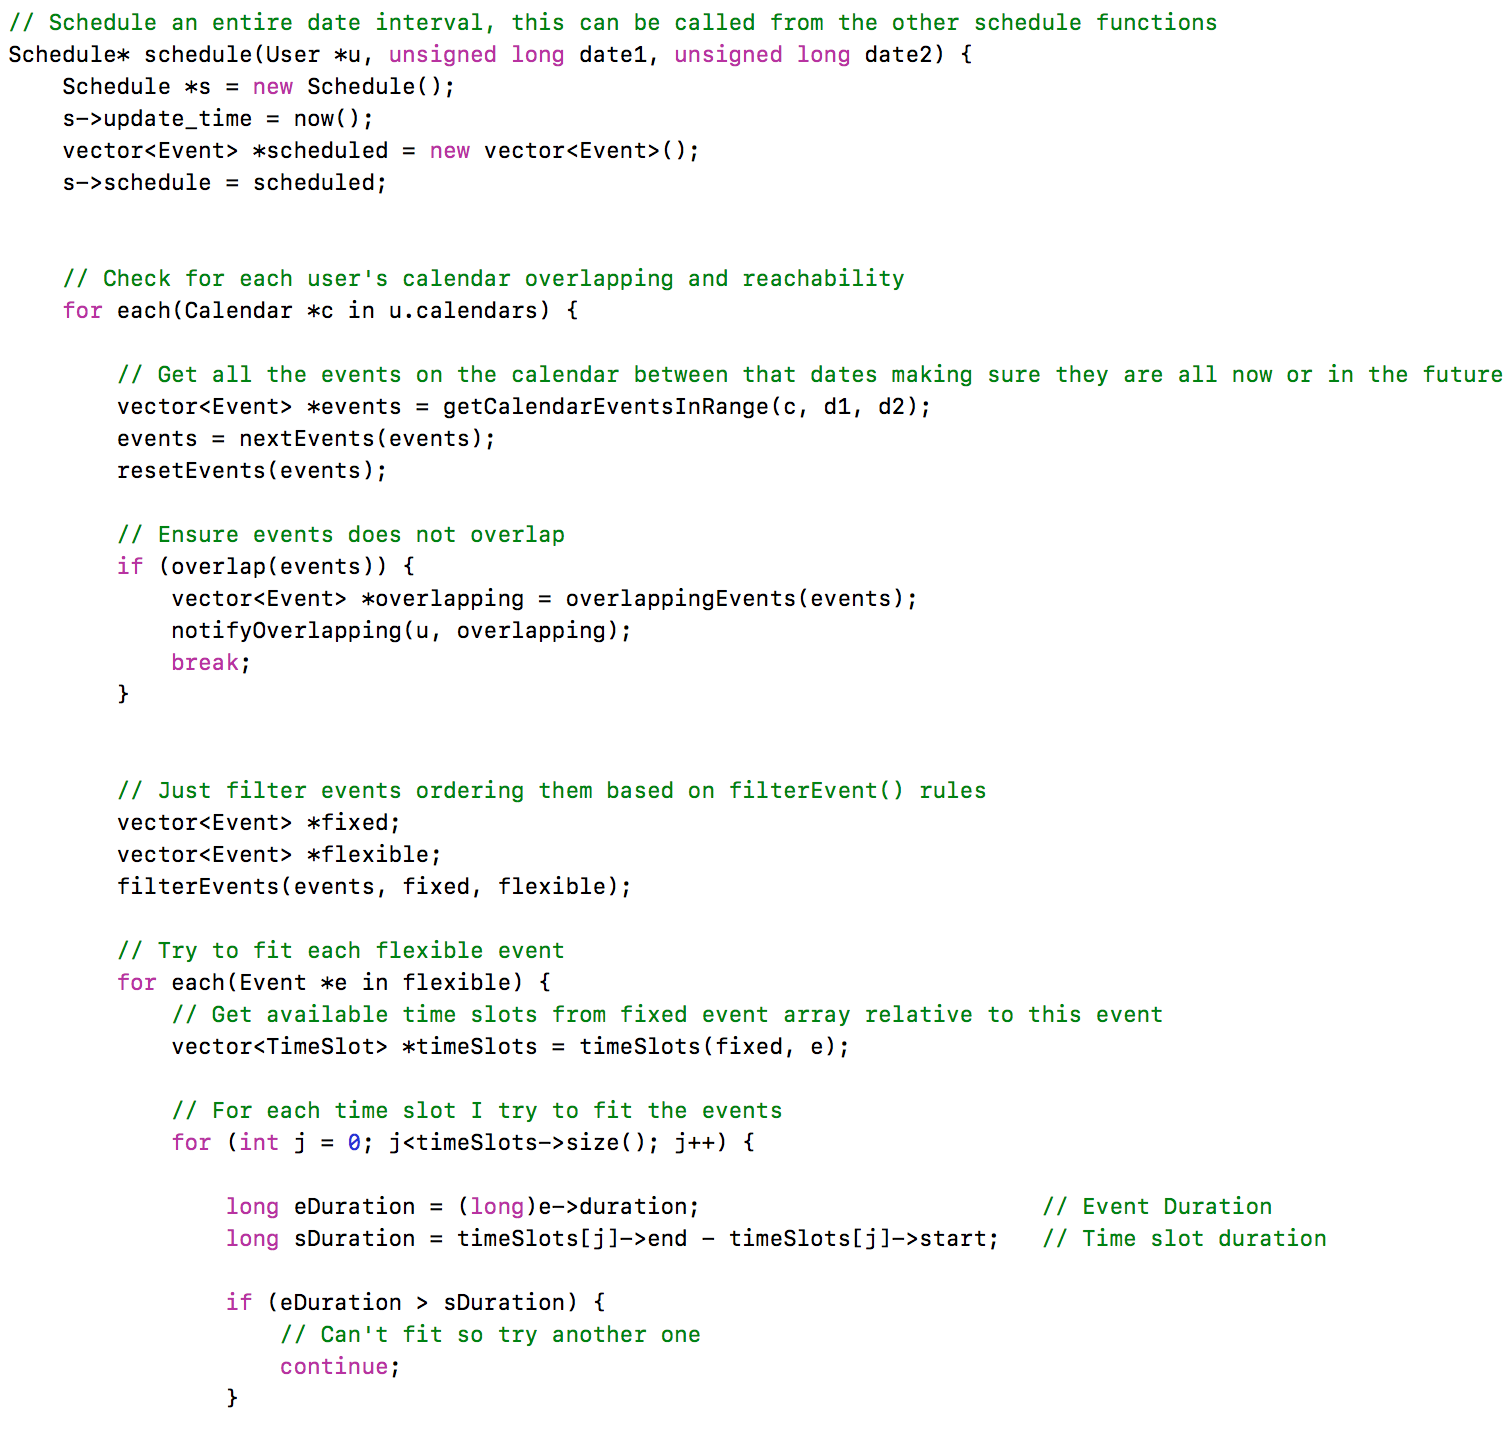 // Schedule an entire date interval, this can be called from the other schedule functions
Schedule* schedule(User *u, unsigned long date1, unsigned long date2) {
    Schedule *s = new Schedule();
    s->update_time = now();
    vector<Event> *scheduled = new vector<Event>();
    s->schedule = scheduled;
    // Check for each user's calendar overlapping and reachability
    for each(Calendar *c in u.calendars) {
        // Get all the events on the calendar between that dates making sure they are all now or in the future
        vector<Event> *events = getCalendarEventsInRange(c, d1, d2);
        events = nextEvents(events);
        resetEvents(events);
        // Ensure events does not overlap
        if (overlap(events)) {
            vector<Event> *overlapping = overlappingEvents(events);
            notifyOverlapping(u, overlapping);
            break;
        }
        // Just filter events ordering them based on filterEvent() rules
        vector<Event> *fixed;
        vector<Event> *flexible;
        filterEvents(events, fixed, flexible);
        // Try to fit each flexible event
        for each(Event *e in flexible) {
            // Get available time slots from fixed event array relative to this event
            vector<TimeSlot> *timeSlots = timeSlots(fixed, e);
            // For each time slot I try to fit the events
            for (int j = 0; j<timeSlots->size(); j++) {
                long eDuration = (long)e->duration;                         // Event Duration
                long sDuration = timeSlots[j]->end - timeSlots[j]->start;   // Time slot duration
                if (eDuration > sDuration) {
                    // Can't fit so try another one
                    continue;
                }